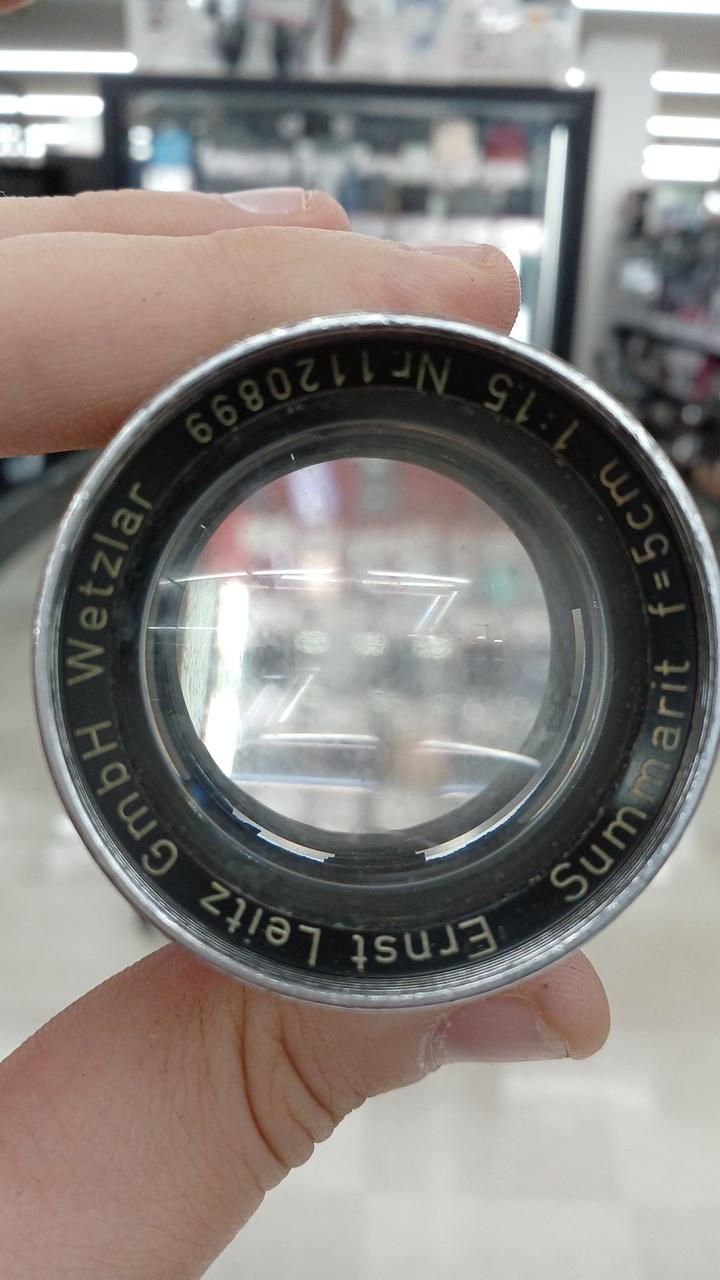 Summarit f=5cm 1:1.5 Nr.1120899
Ernst Leitz GmbH Wetzlar